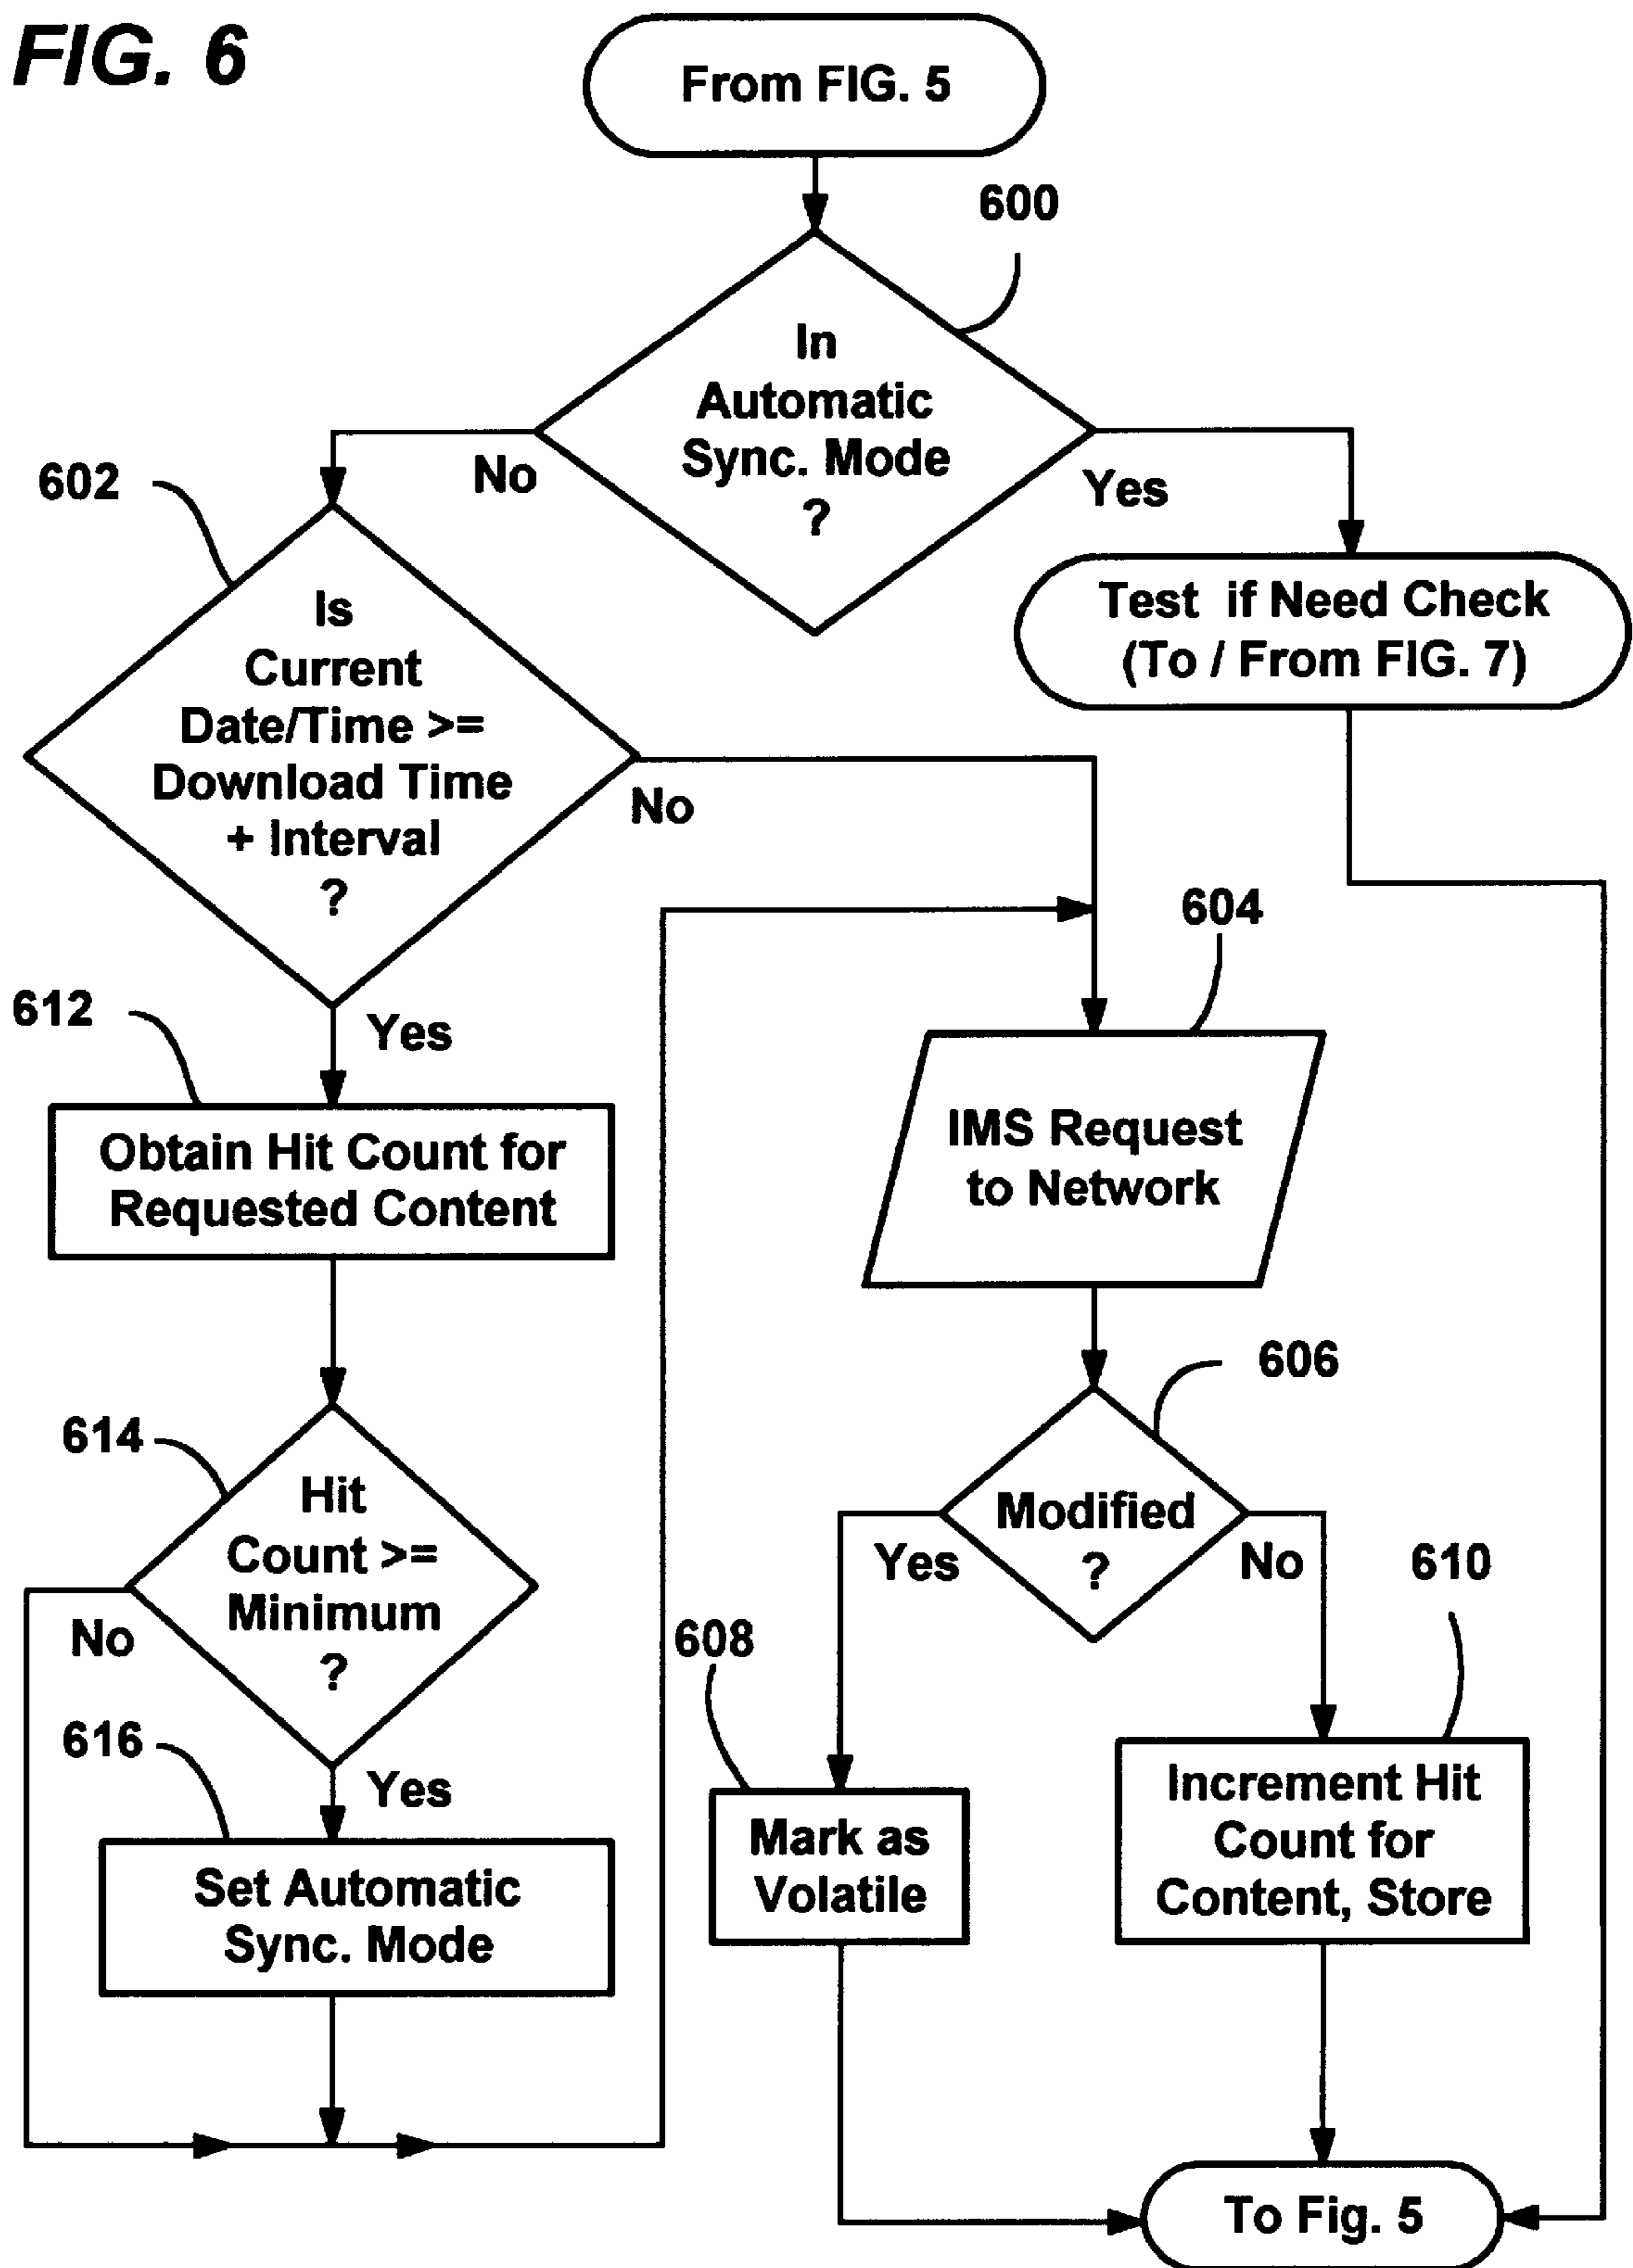 FIG. 6
From FIG. 5
600
In
Automatic
Sync. Mode
?
No
Yes
602
Is
Current
Date/Time >=
Download Time
+ Interval
?
No
Yes
Test if Need Check
(To / From FIG. 7)
604
IMS Request
to Network
612
Obtain Hit Count for
Requested Content
606
Modified
?
Yes
No
614
Hit
Count >=
Minimum
?
No
Yes
608
Mark as
Volatile
610
Increment Hit
Count for
Content, Store
616
Set Automatic
Sync. Mode
To Fig. 5